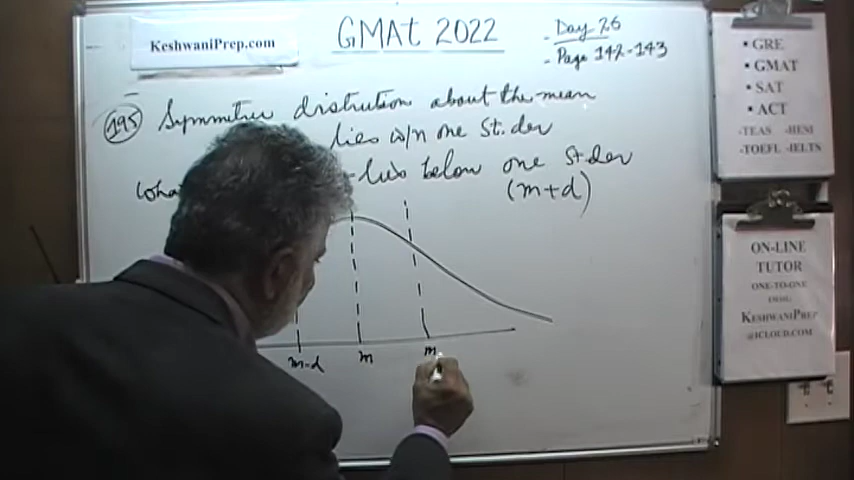 KeshwaniPrep.com
GMAT 2022
- Day 26
- Page 142-143
195 Symmetric distrution about the mean
lies w/n one St. dev
lies below one St dev
(m+d)
m-d m m
• GRE
• GMAT
• SAT
• ACT
-TEAS -HESI
-TOEFL -IELTS
ON-LINE
TUTOR
ONE-TO-ONE
KESHWANIPREP
@ICLOUD.COM